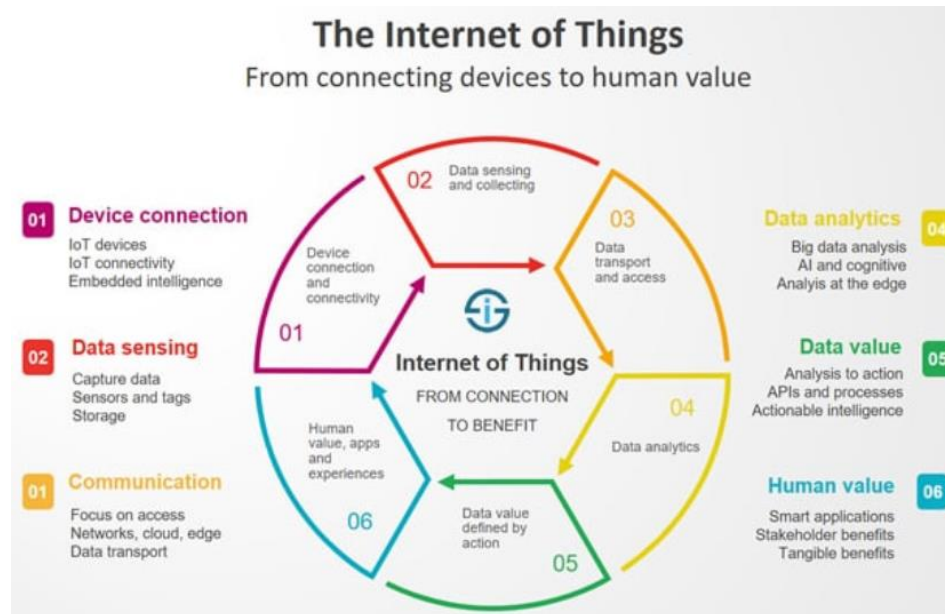 The Internet of Things
From connecting devices to human value
01
Device connection
IoT devices
IoT connectivity
Embedded intelligence
02
Data sensing
Capture data
Sensors and tags
Storage
01
Communication
Focus on access
Networks, cloud, edge
Data transport
02
Data sensing
and collecting
03
Data
transport
and access
Device
connection
and
connectivity
01
Internet of Things
FROM CONNECTION
TO BENEFIT
04
Data analytics
Human
value, apps
and
experiences
06
Data value
defined by
action
05
Data analytics
04
Big data analysis
AI and cognitive
Analyis at the edge
Data value
05
Analysis to action
APIs and processes
Actionable intelligence
Human value
06
Smart applications
Stakeholder benefits
Tangible benefits